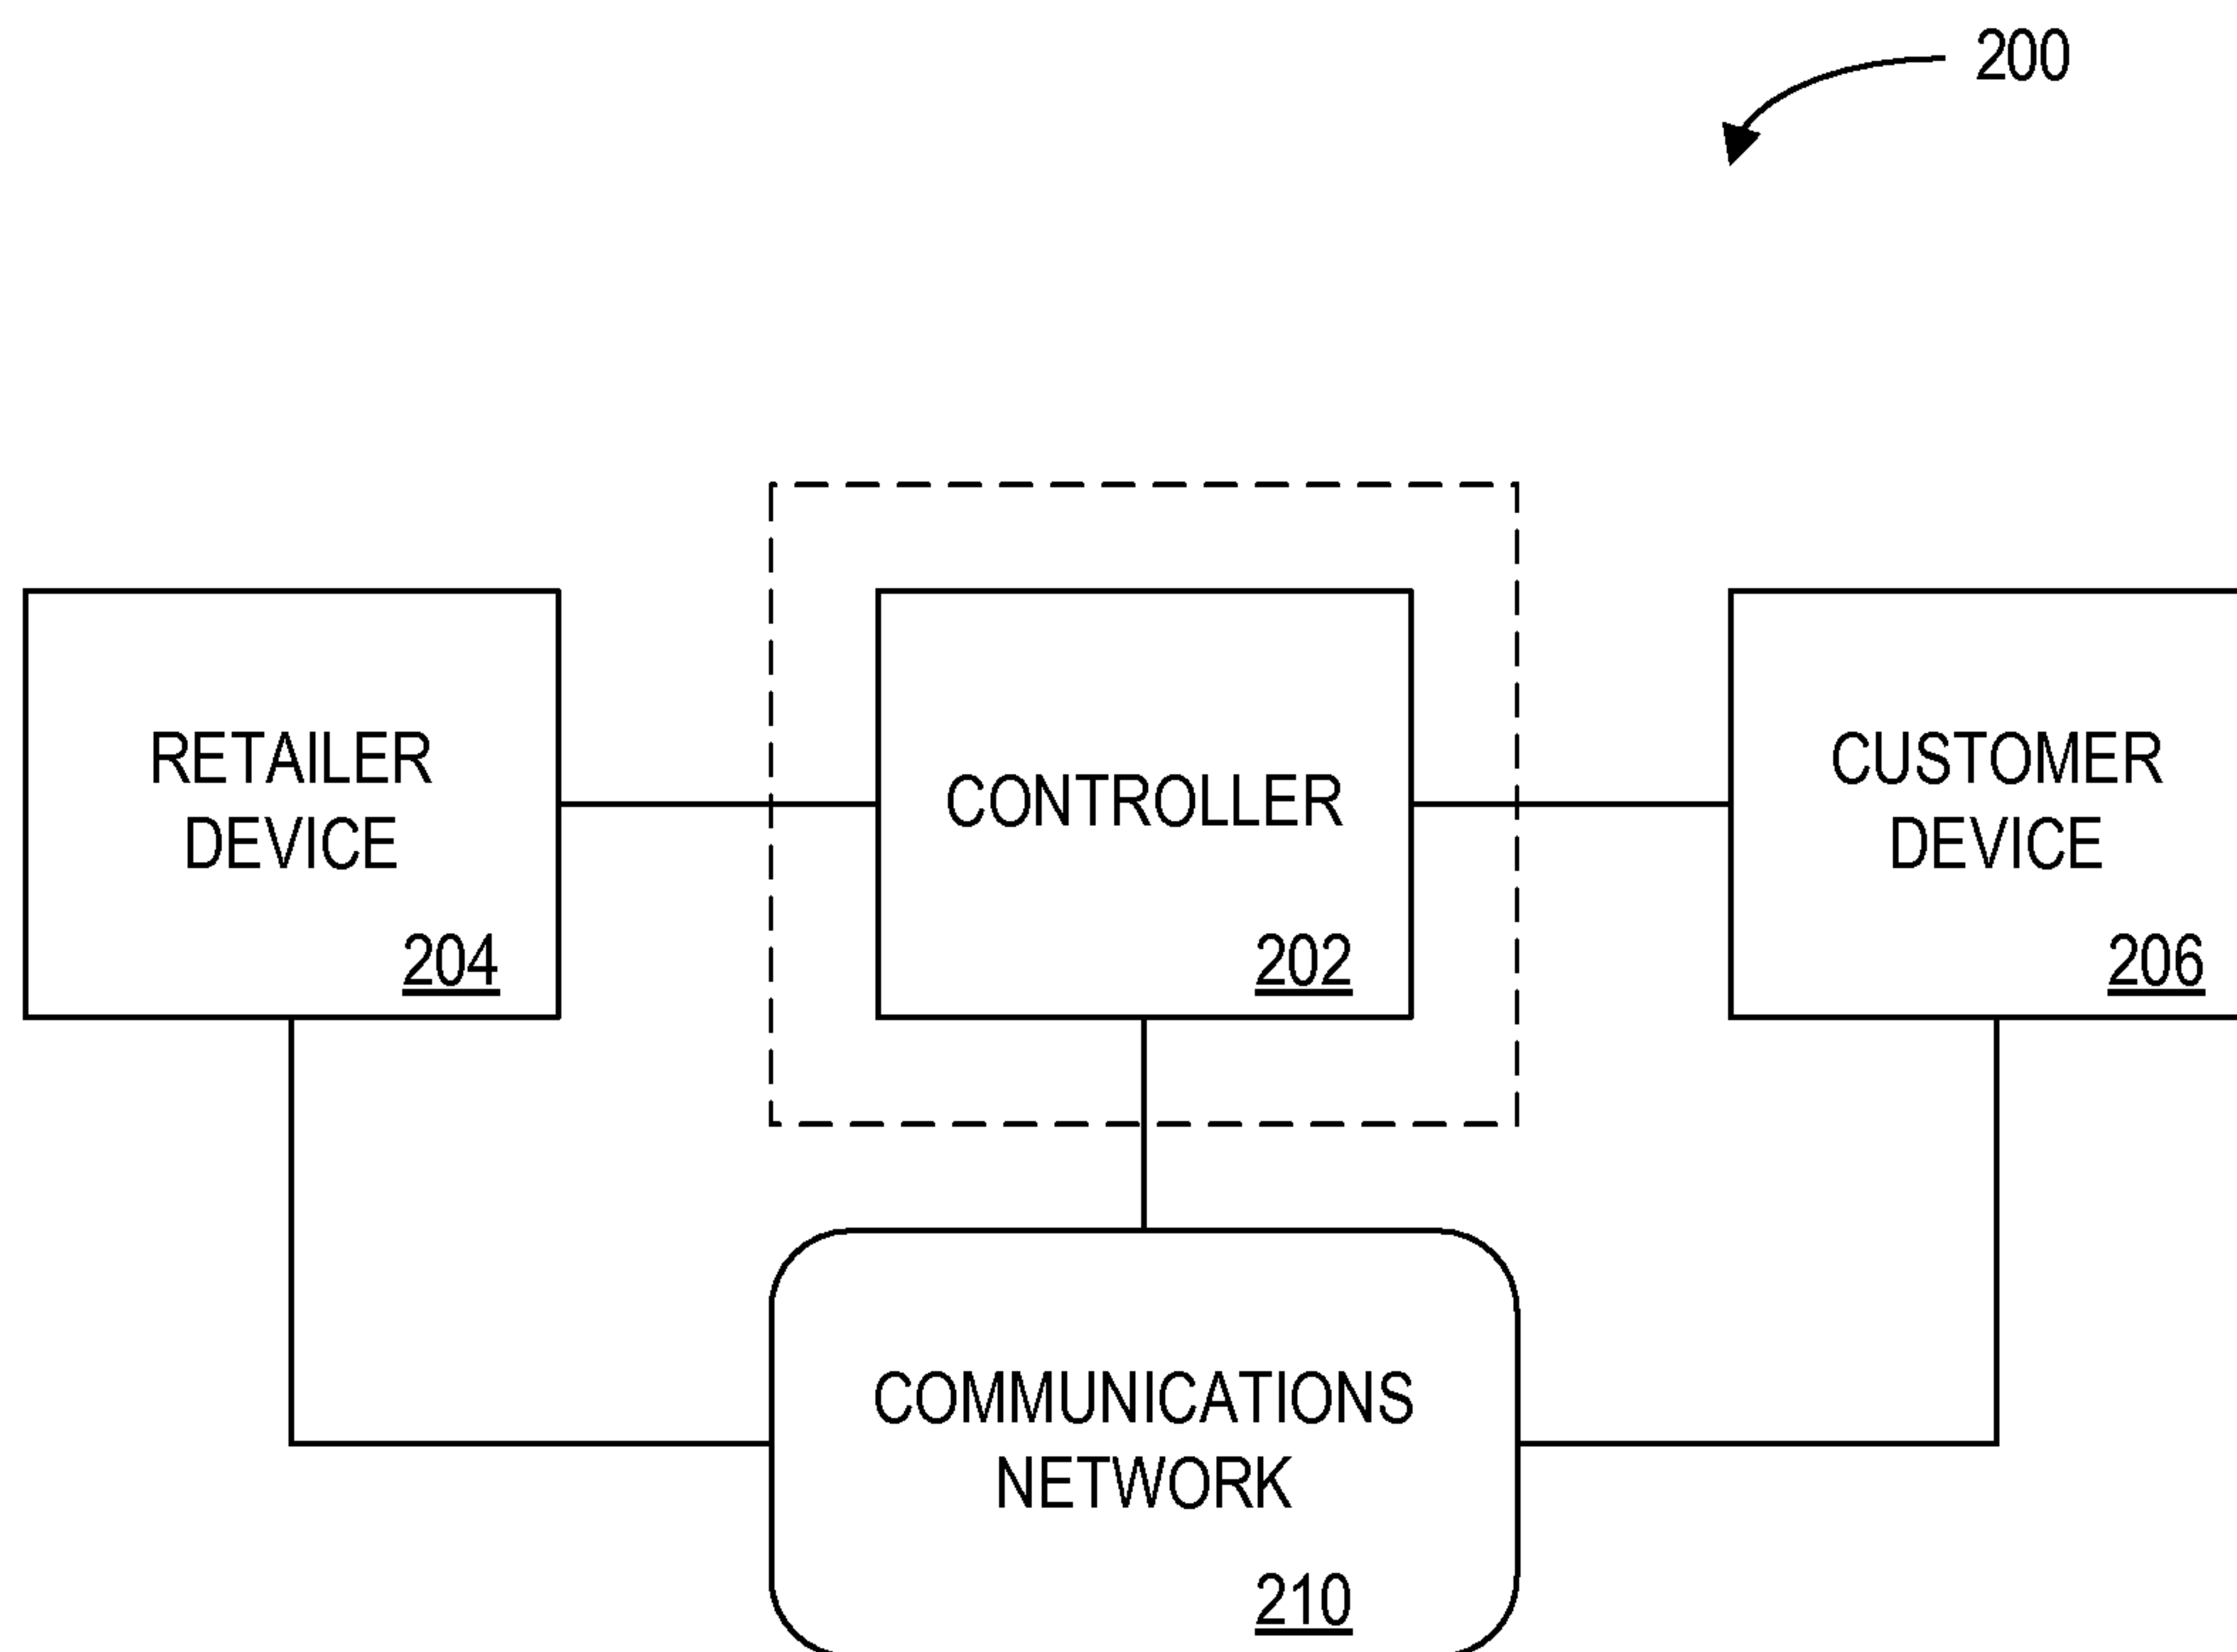 200
RETAILER
DEVICE
204
CONTROLLER
202
CUSTOMER
DEVICE
206
COMMUNICATIONS
NETWORK
210